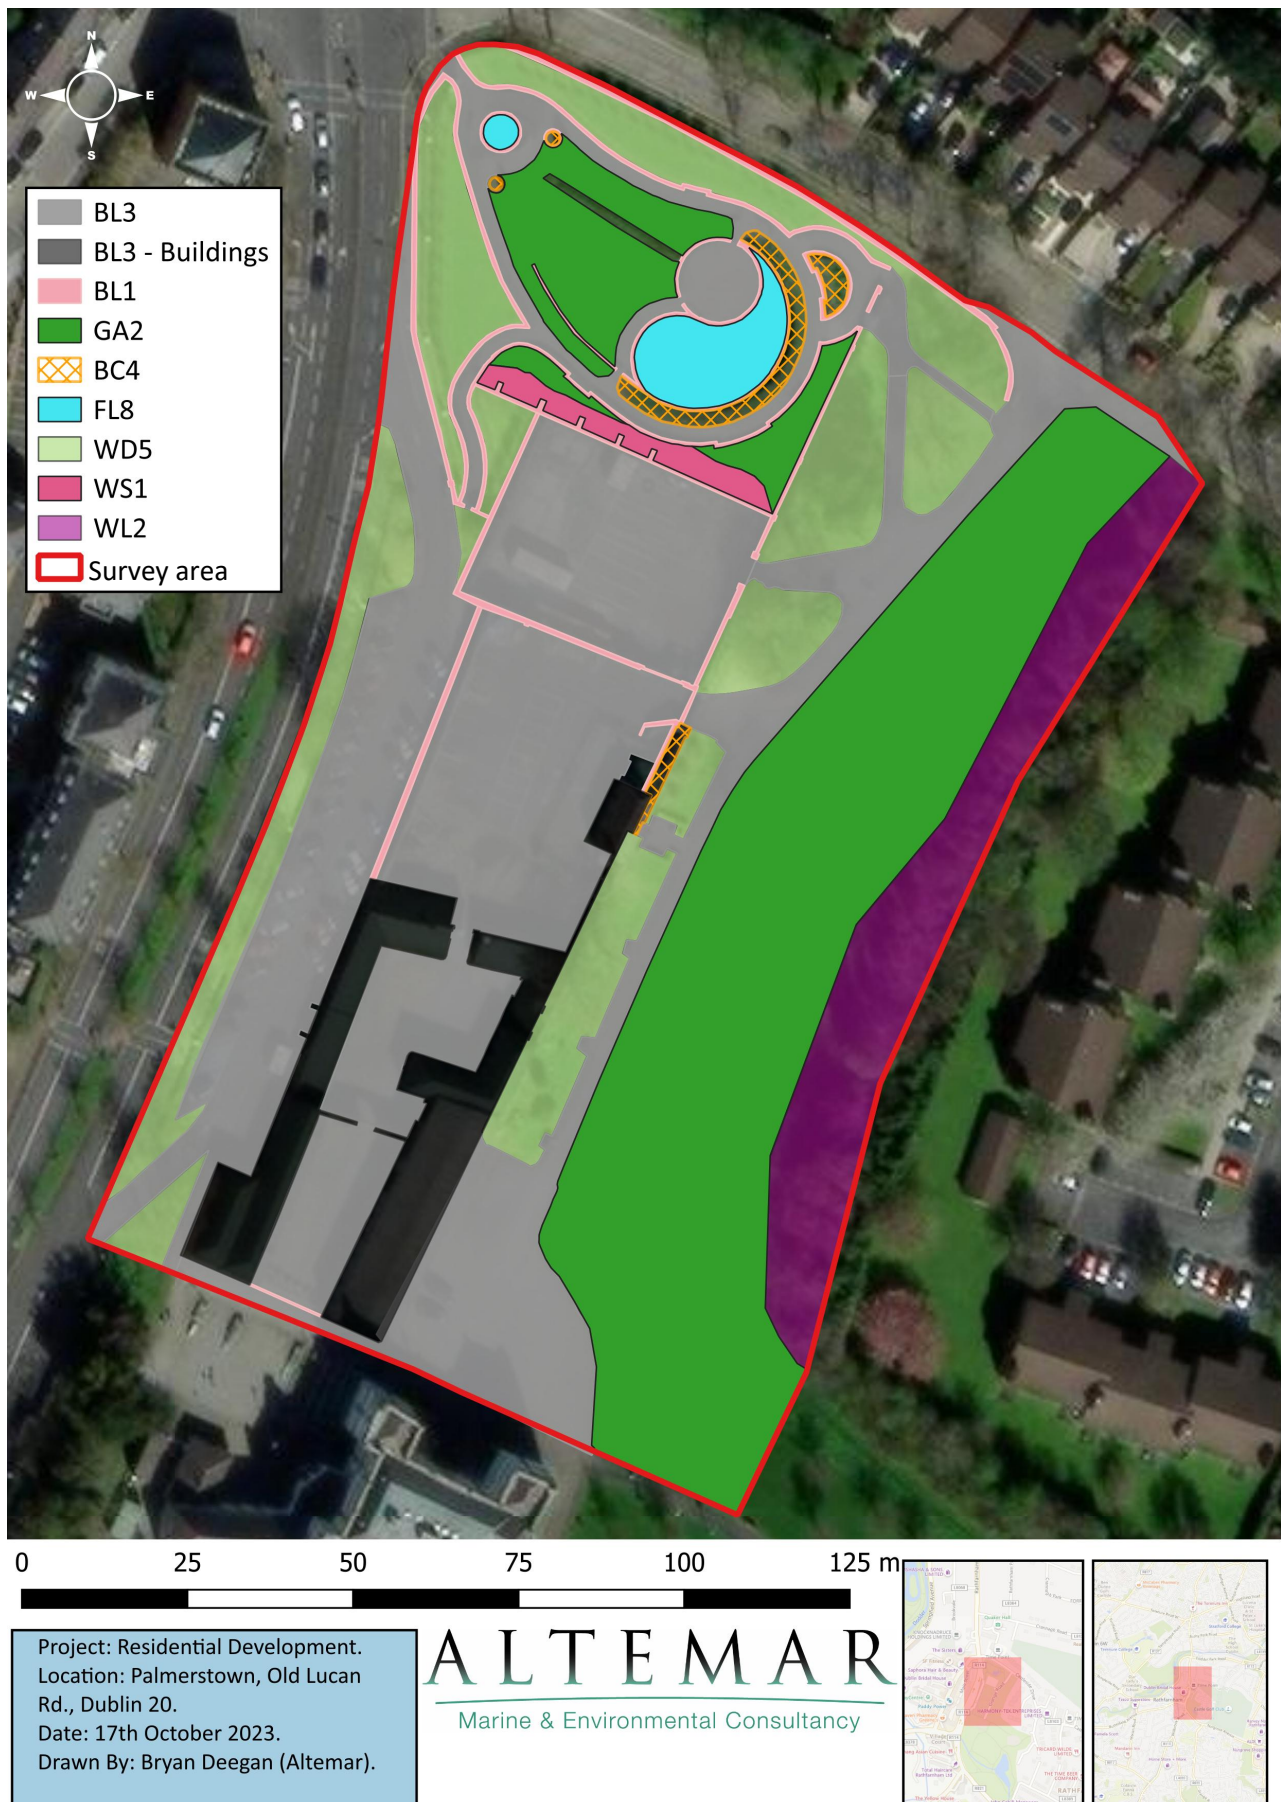 N
W E
S
BL3
BL3 - Buildings
BL1
GA2
BC4
FL8
WD5
WS1
WL2
Survey area
0 25 50 75 100 125 m
Project: Residential Development.
Location: Palmerstown, Old Lucan
Rd., Dublin 20.
Date: 17th October 2023.
Drawn By: Bryan Deegan (Altemar).
ALTEMAR
Marine & Environmental Consultancy